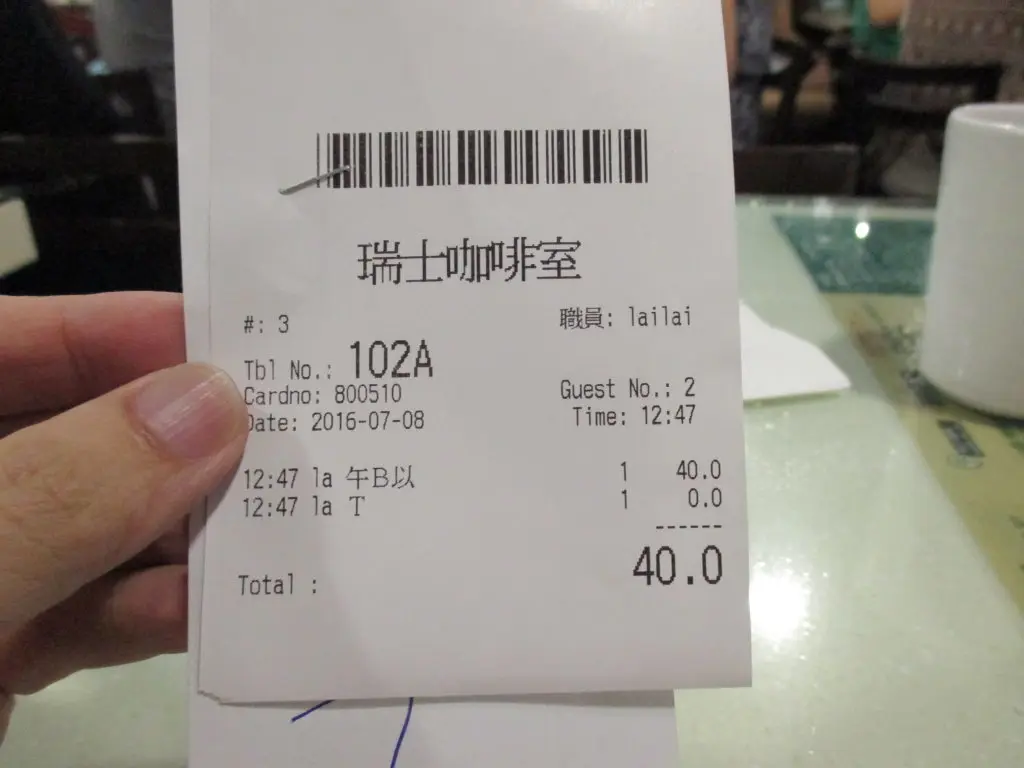 瑞士咖啡室
#: 3 職員: lailai
Tbl No.: 102A
Cardno: 800510 Guest No.: 2
Date: 2016-07-08 Time: 12:47
12:47 la 午B以 1 40.0
12:47 la T 1 0.0
------
Total : 40.0